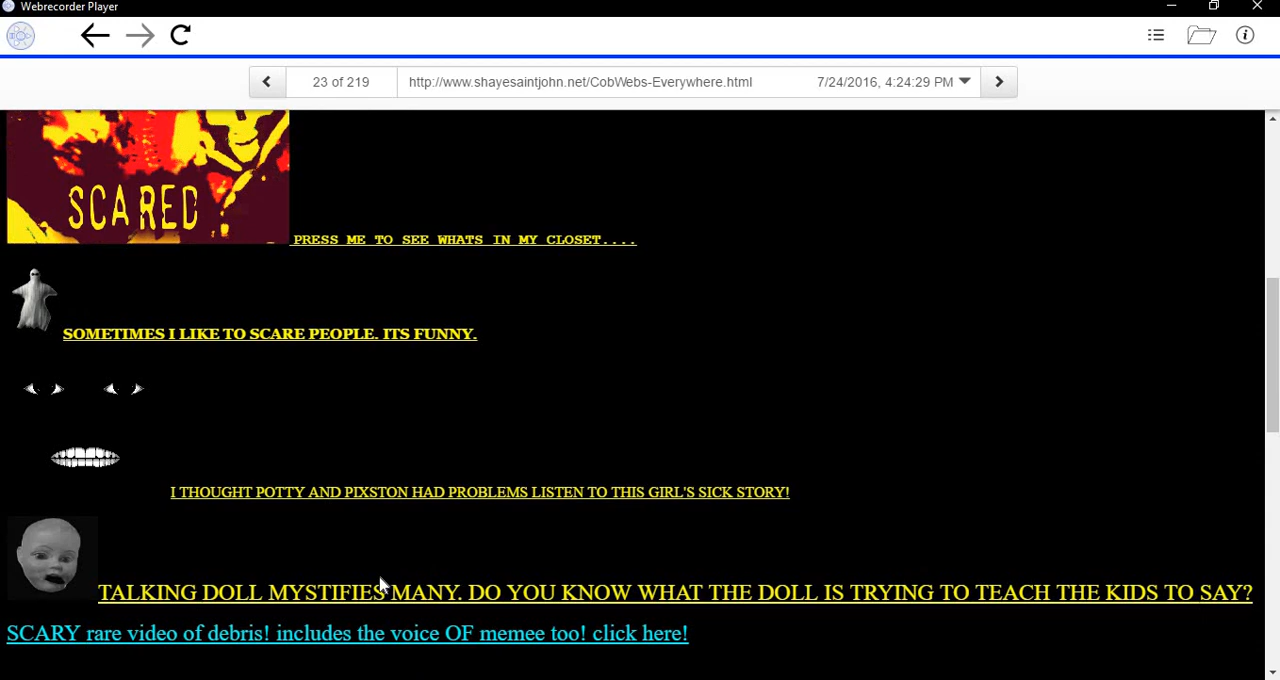 Webrecorder Player
23 of 219
http://www.shayesaintjohn.net/CobWebs-Everywhere.html
7/24/2016, 4:24:29 PM
SCARED
PRESS ME TO SEE WHATS IN MY CLOSET....
SOMETIMES I LIKE TO SCARE PEOPLE. ITS FUNNY.
I THOUGHT POTTY AND PIXSTON HAD PROBLEMS LISTEN TO THIS GIRL'S SICK STORY!
TALKING DOLL MYSTIFIES MANY. DO YOU KNOW WHAT THE DOLL IS TRYING TO TEACH THE KIDS TO SAY?
SCARY rare video of debris! includes the voice OF memee too! click here!